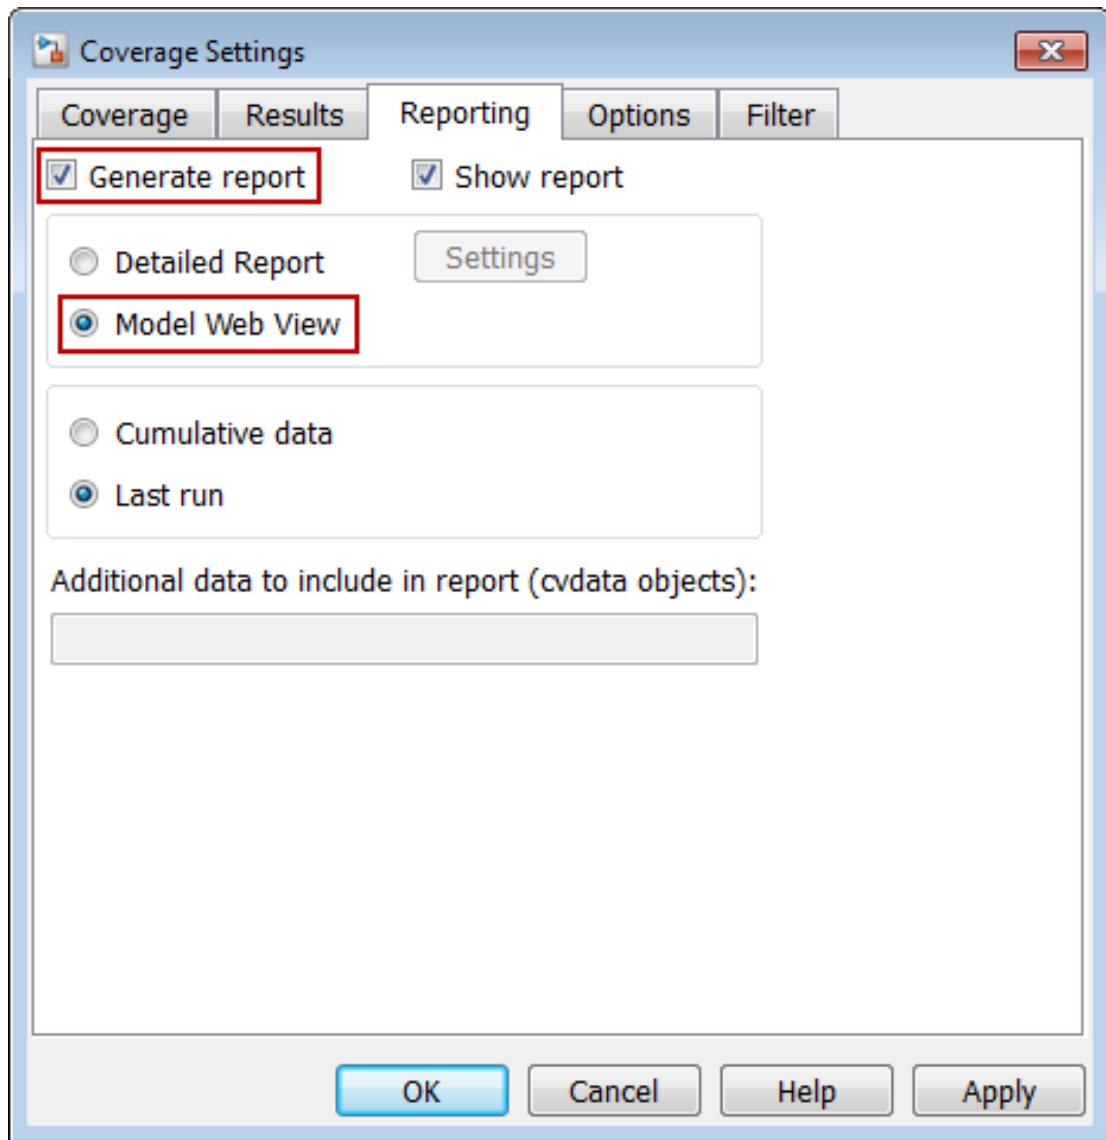 Coverage Settings
Coverage Results Reporting Options Filter
Generate report Show report
Detailed Report Settings
Model Web View
Cumulative data
Last run
Additional data to include in report (cvdata objects):
OK Cancel Help Apply